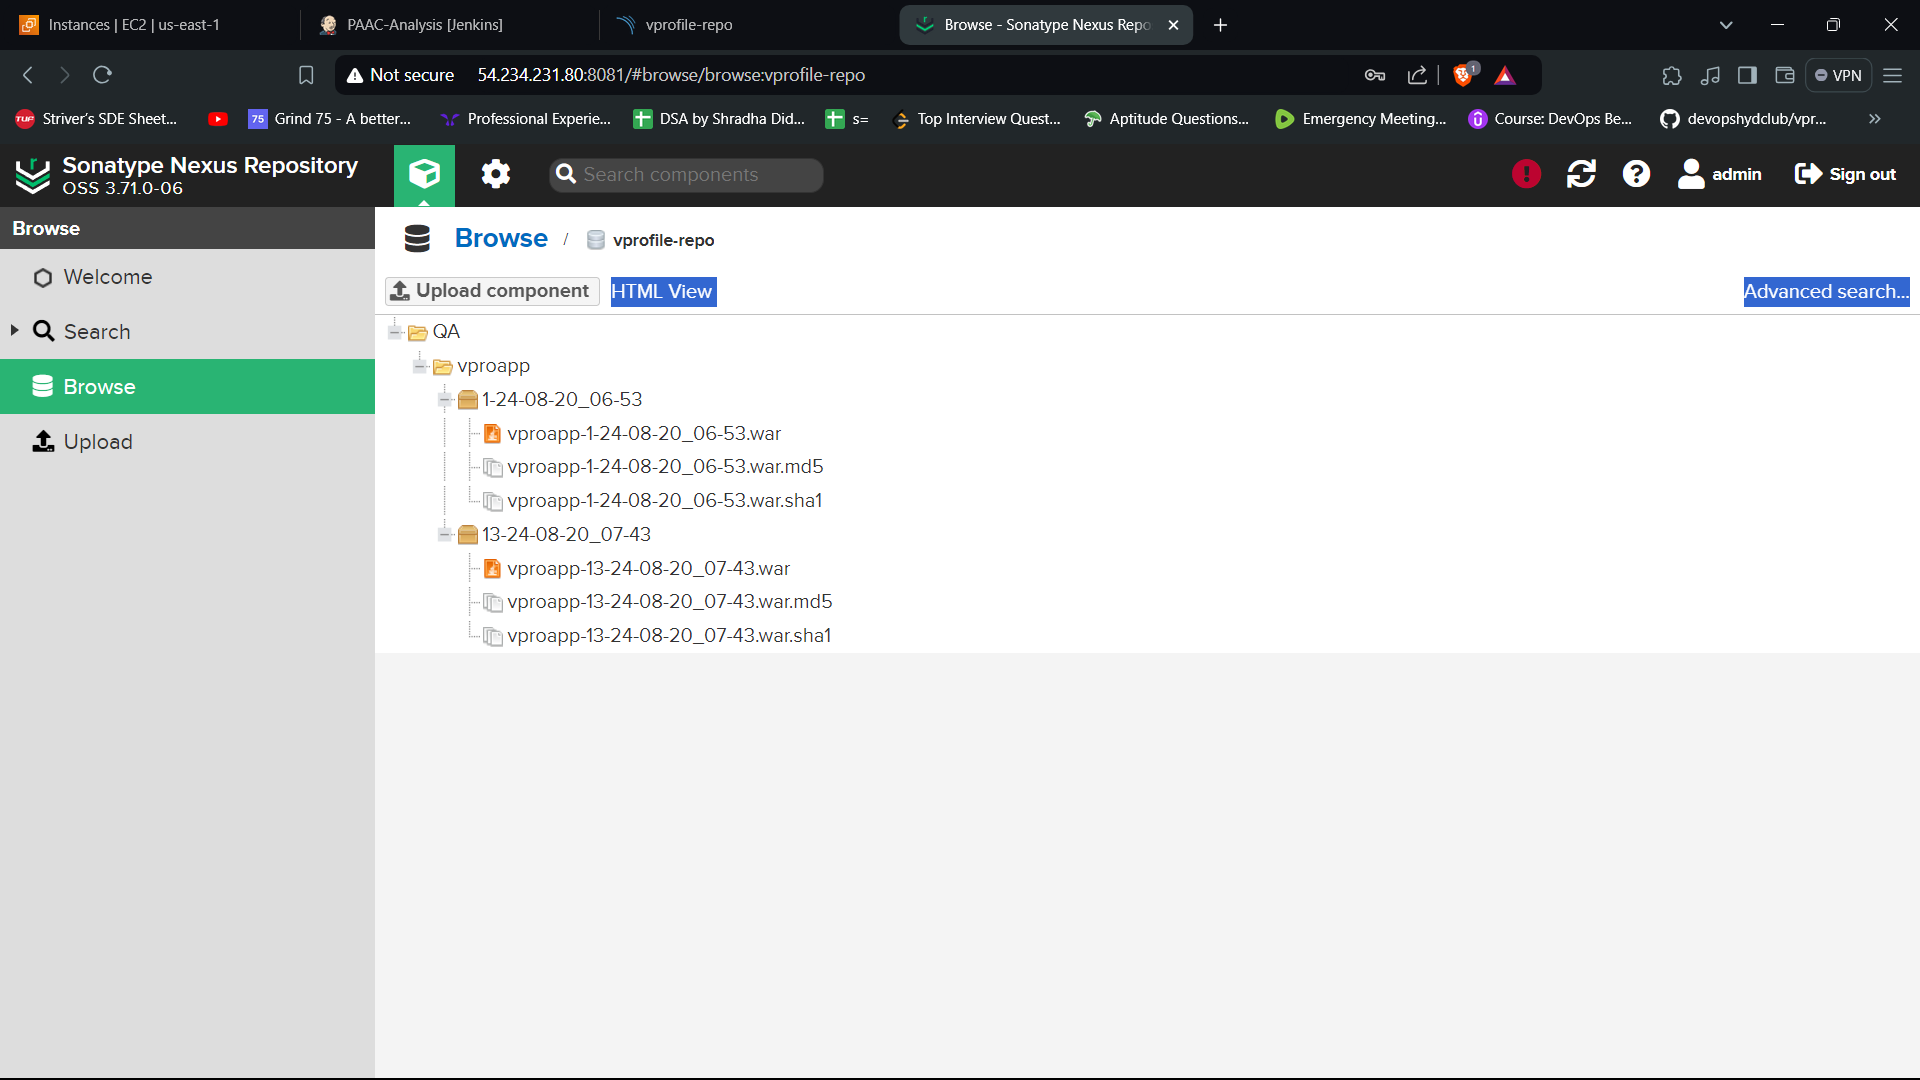 Instances | EC2 | us-east-1
PAAC-Analysis [Jenkins]
vprofile-repo
Browse - Sonatype Nexus Repo
Not secure 54.234.231.80:8081/#browse/browse:vprofile-repo
1
VPN
TUF Striver's SDE Sheet...
75 Grind 75 - A better...
Professional Experie...
DSA by Shradha Did...
s=
Top Interview Quest...
Aptitude Questions...
Emergency Meeting...
Course: DevOps Be...
devopshydclub/vpr...
Sonatype Nexus Repository
OSS 3.71.0-06
Search components
admin
Sign out
Browse
Welcome
Search
Browse
Upload
Browse / vprofile-repo
Upload component
HTML View
Advanced search...
QA
vproapp
1-24-08-20_06-53
vproapp-1-24-08-20_06-53.war
vproapp-1-24-08-20_06-53.war.md5
vproapp-1-24-08-20_06-53.war.sha1
13-24-08-20_07-43
vproapp-13-24-08-20_07-43.war
vproapp-13-24-08-20_07-43.war.md5
vproapp-13-24-08-20_07-43.war.sha1